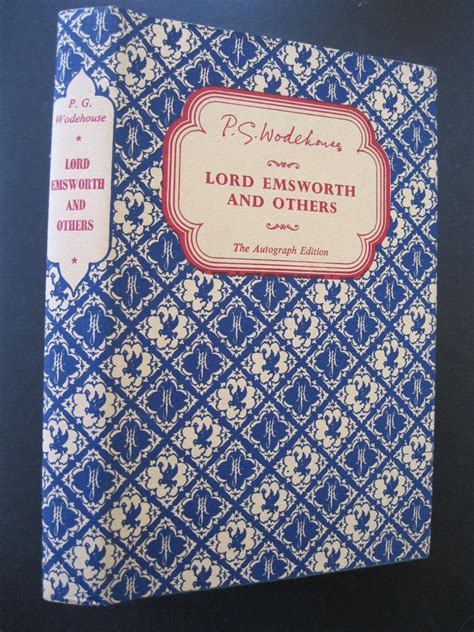 P. G.
Wodehouse
*
LORD
EMSWORTH
AND
OTHERS
*
P. G. Wodehouse
LORD EMSWORTH
AND OTHERS
The Autograph Edition